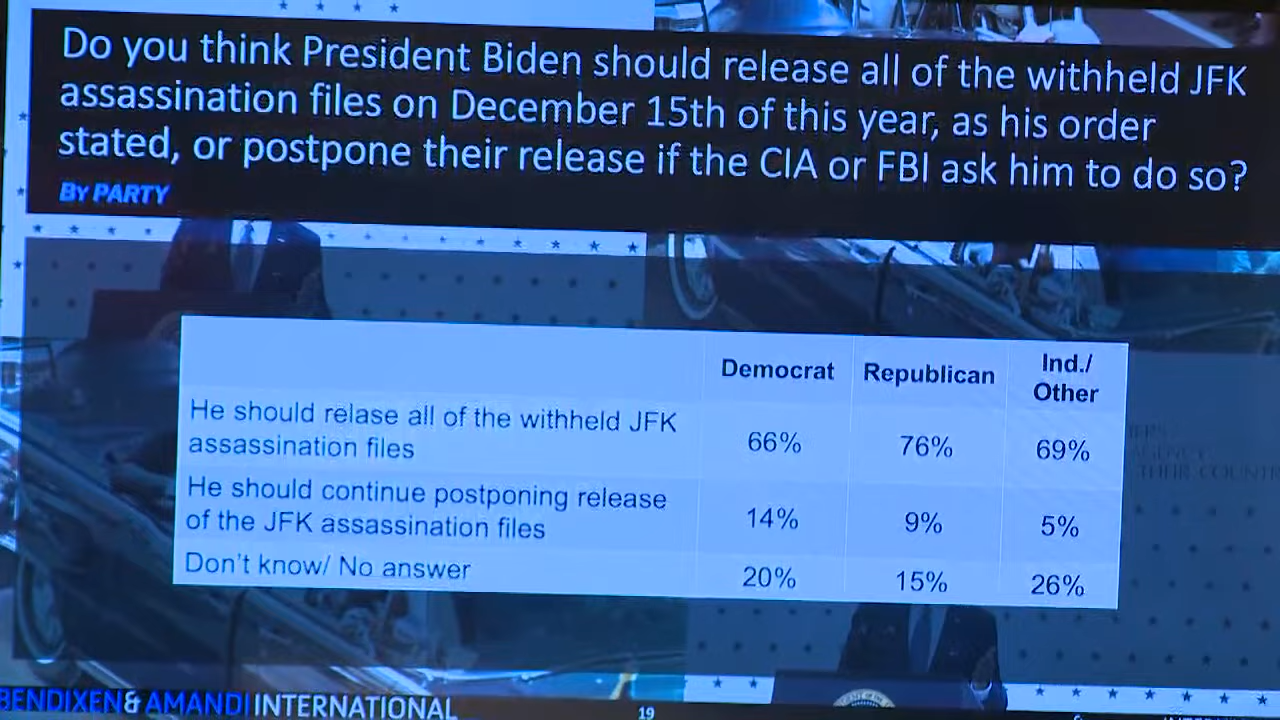 Do you think President Biden should release all of the withheld JFK
assassination files on December 15th of this year, as his order
stated, or postpone their release if the CIA or FBI ask him to do so?
BY PARTY
Democrat Republican Ind./
Other
He should relase all of the withheld JFK
assassination files 66% 76% 69%
He should continue postponing release
of the JFK assassination files 14% 9% 5%
Don't know/ No answer 20% 15% 26%
AGENCY
THEIR COUNTR
BENDIXEN & AMANDI INTERNATIONAL
19